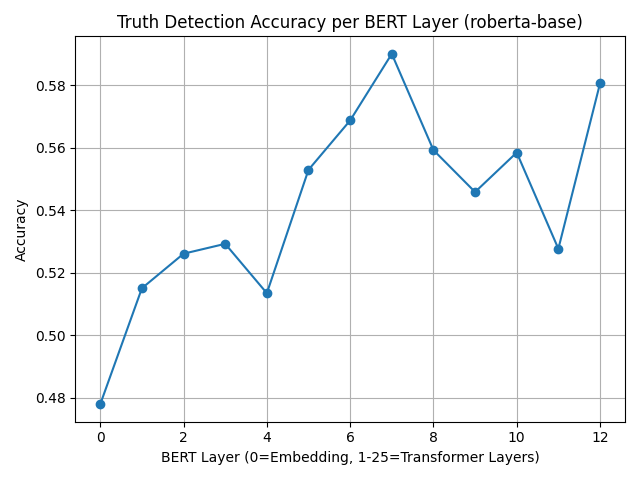 Truth Detection Accuracy per BERT Layer (roberta-base)
Accuracy
0.58
0.56
0.54
0.52
0.50
0.48
0 2 4 6 8 10 12
BERT Layer (0=Embedding, 1-25=Transformer Layers)